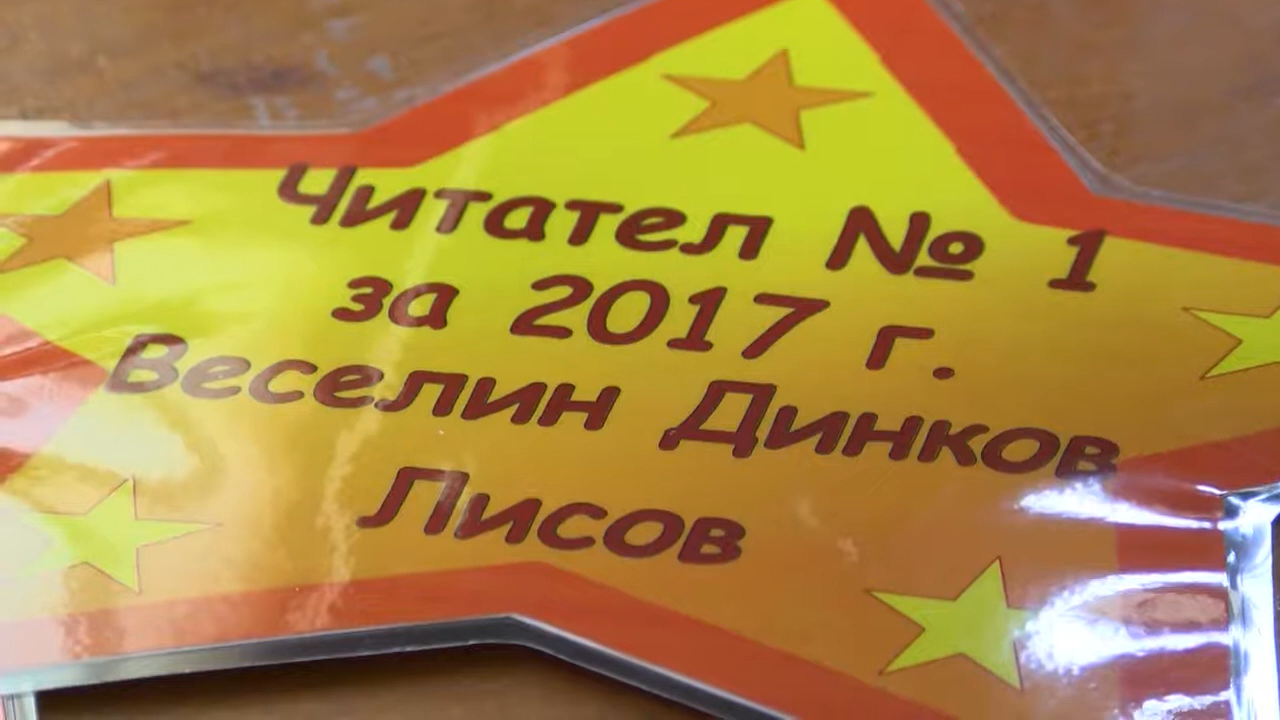 Читател № 1
за 2017 г.
Веселин Динков
Лисов